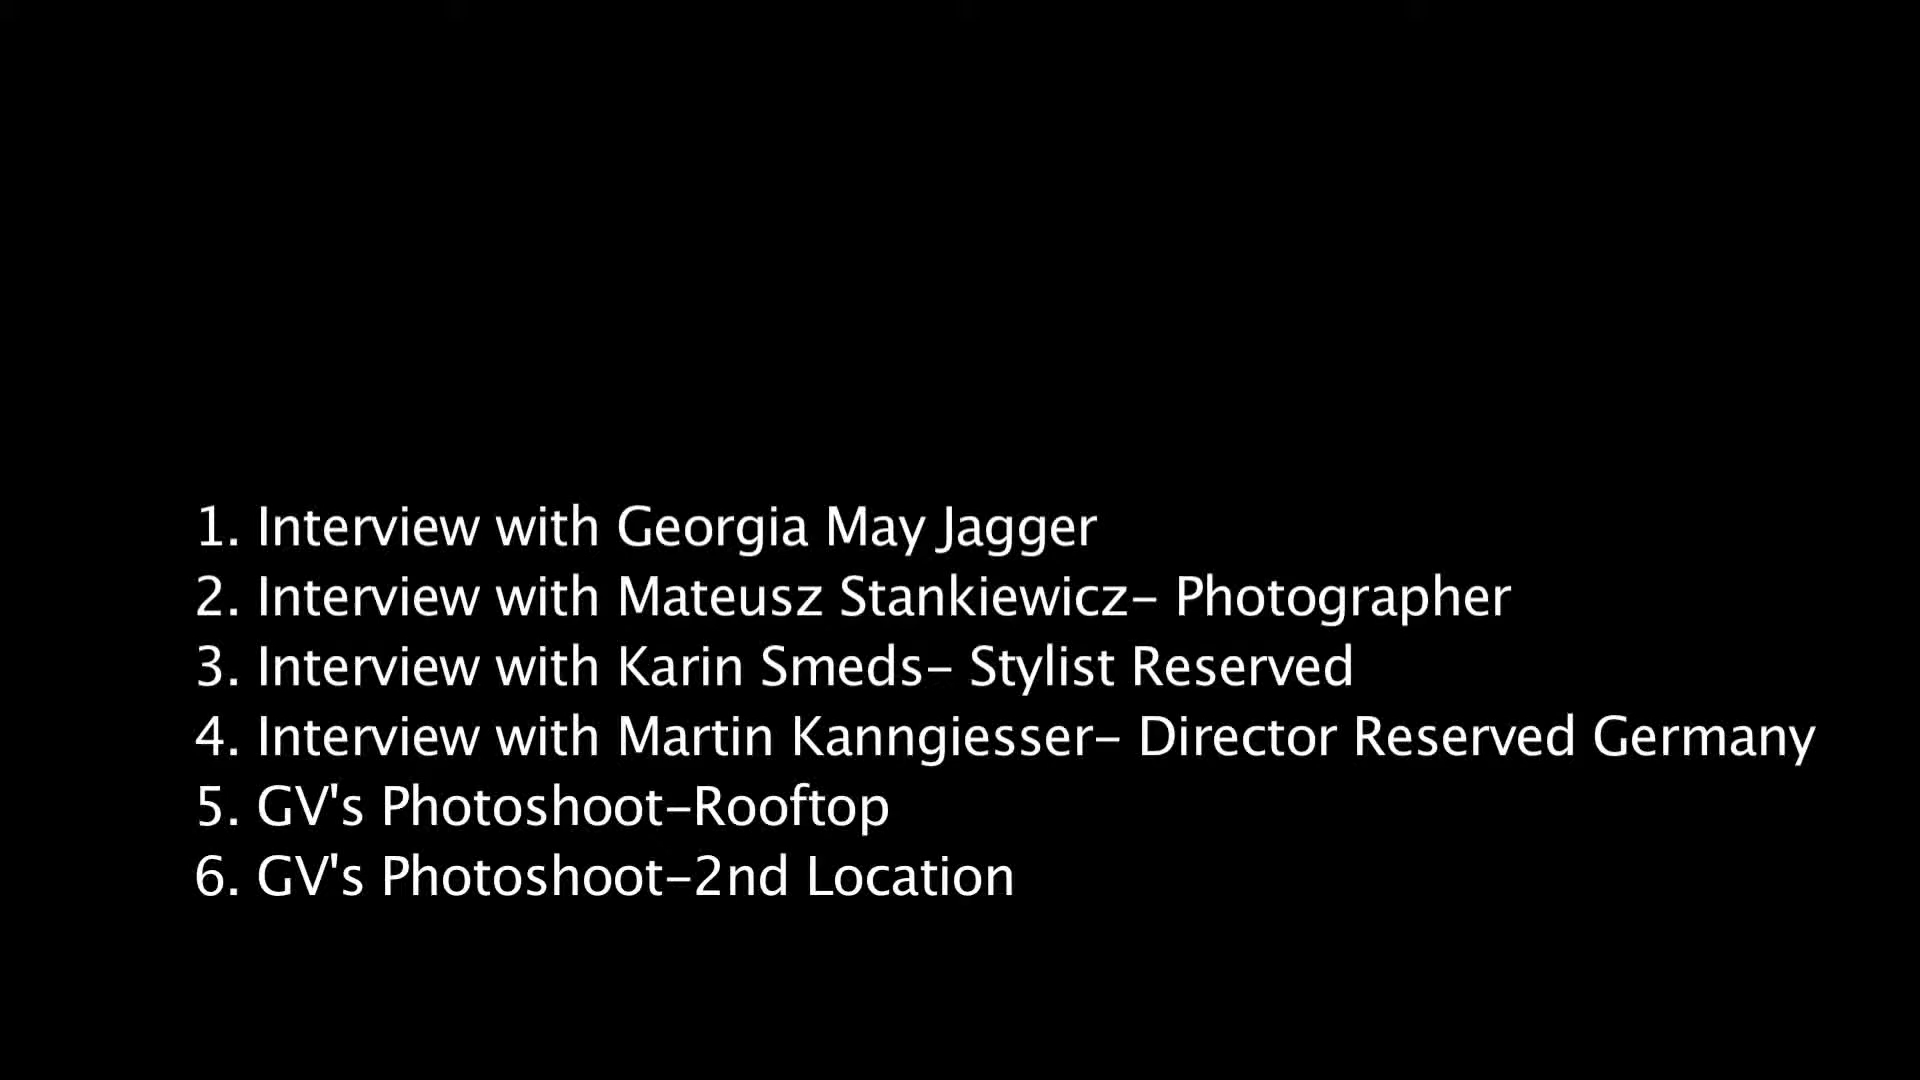 1. Interview with Georgia May Jagger
2. Interview with Mateusz Stankiewicz- Photographer
3. Interview with Karin Smeds- Stylist Reserved
4. Interview with Martin Kanngiesser- Director Reserved Germany
5. GV's Photoshoot-Rooftop
6. GV's Photoshoot-2nd Location